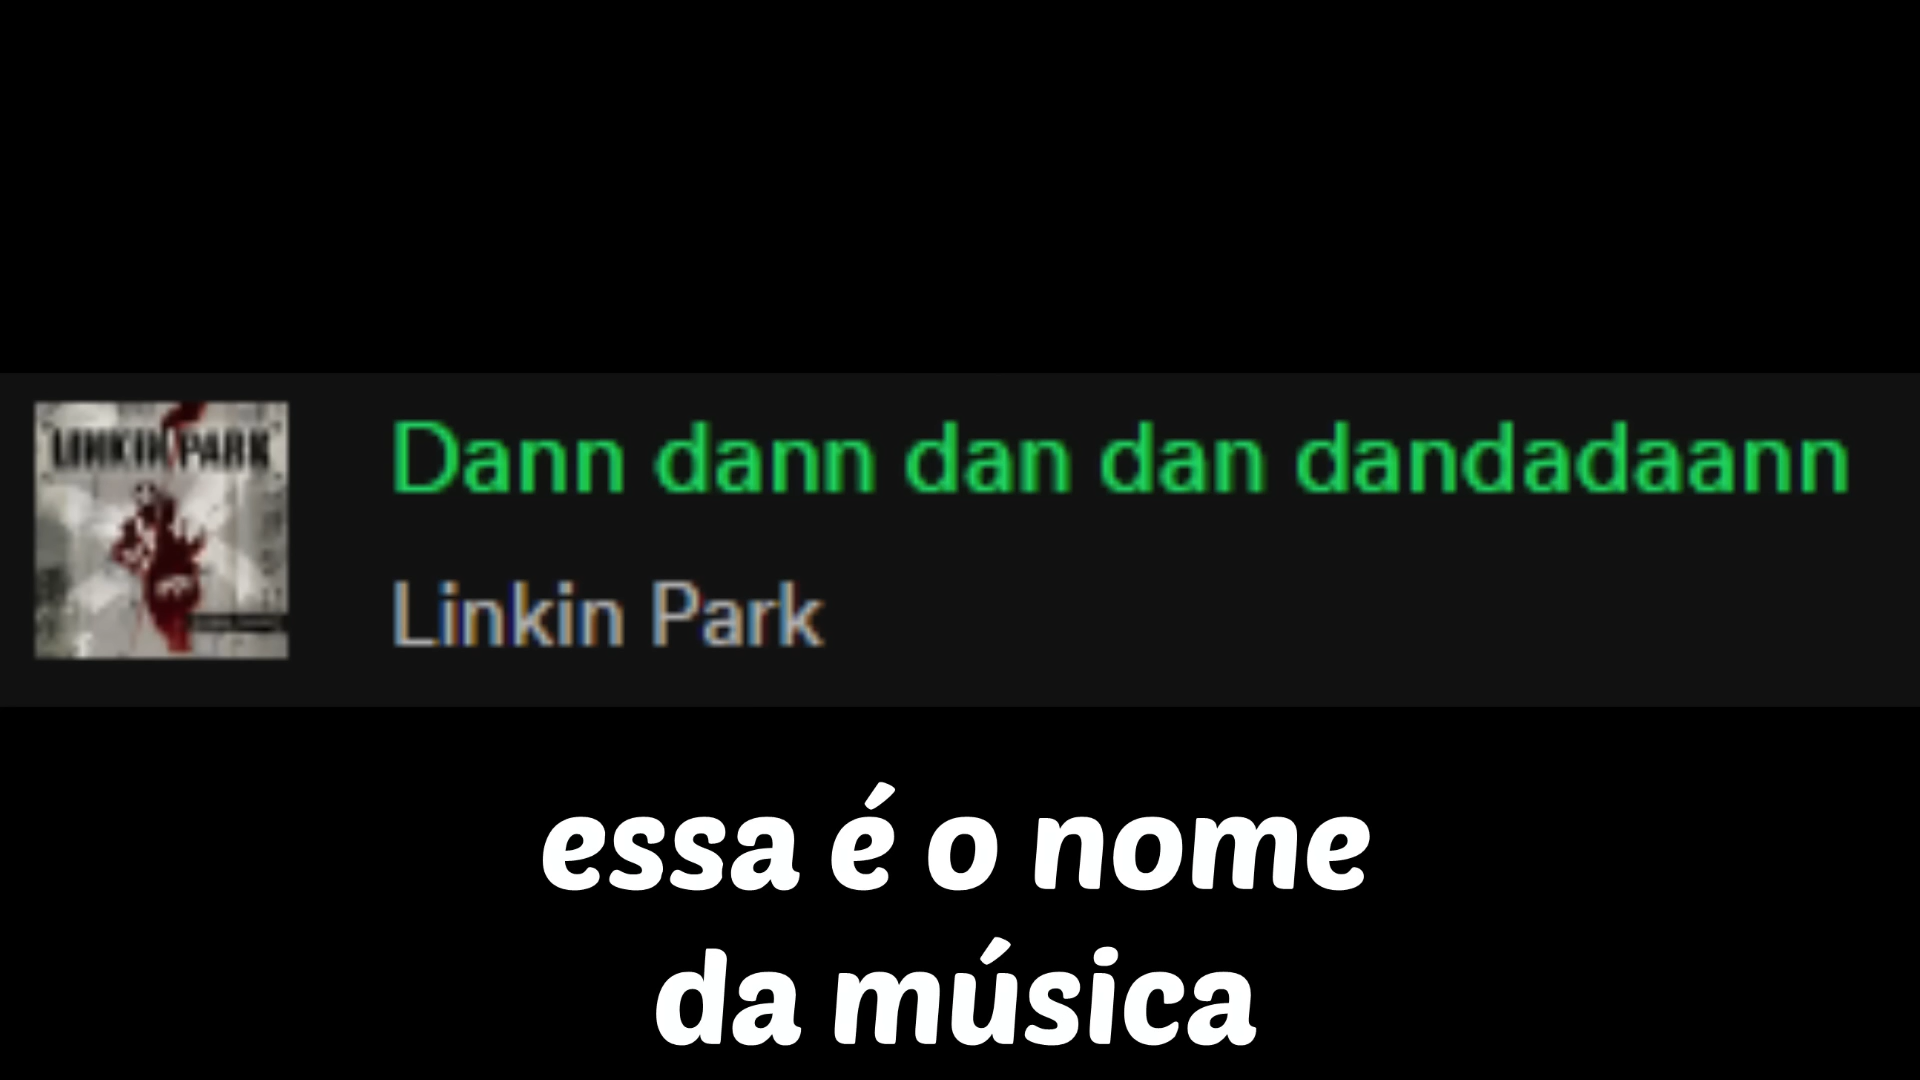 LINKIN PARK
Dann dann dan dan dandadaann
Linkin Park
essa é o nome
da música